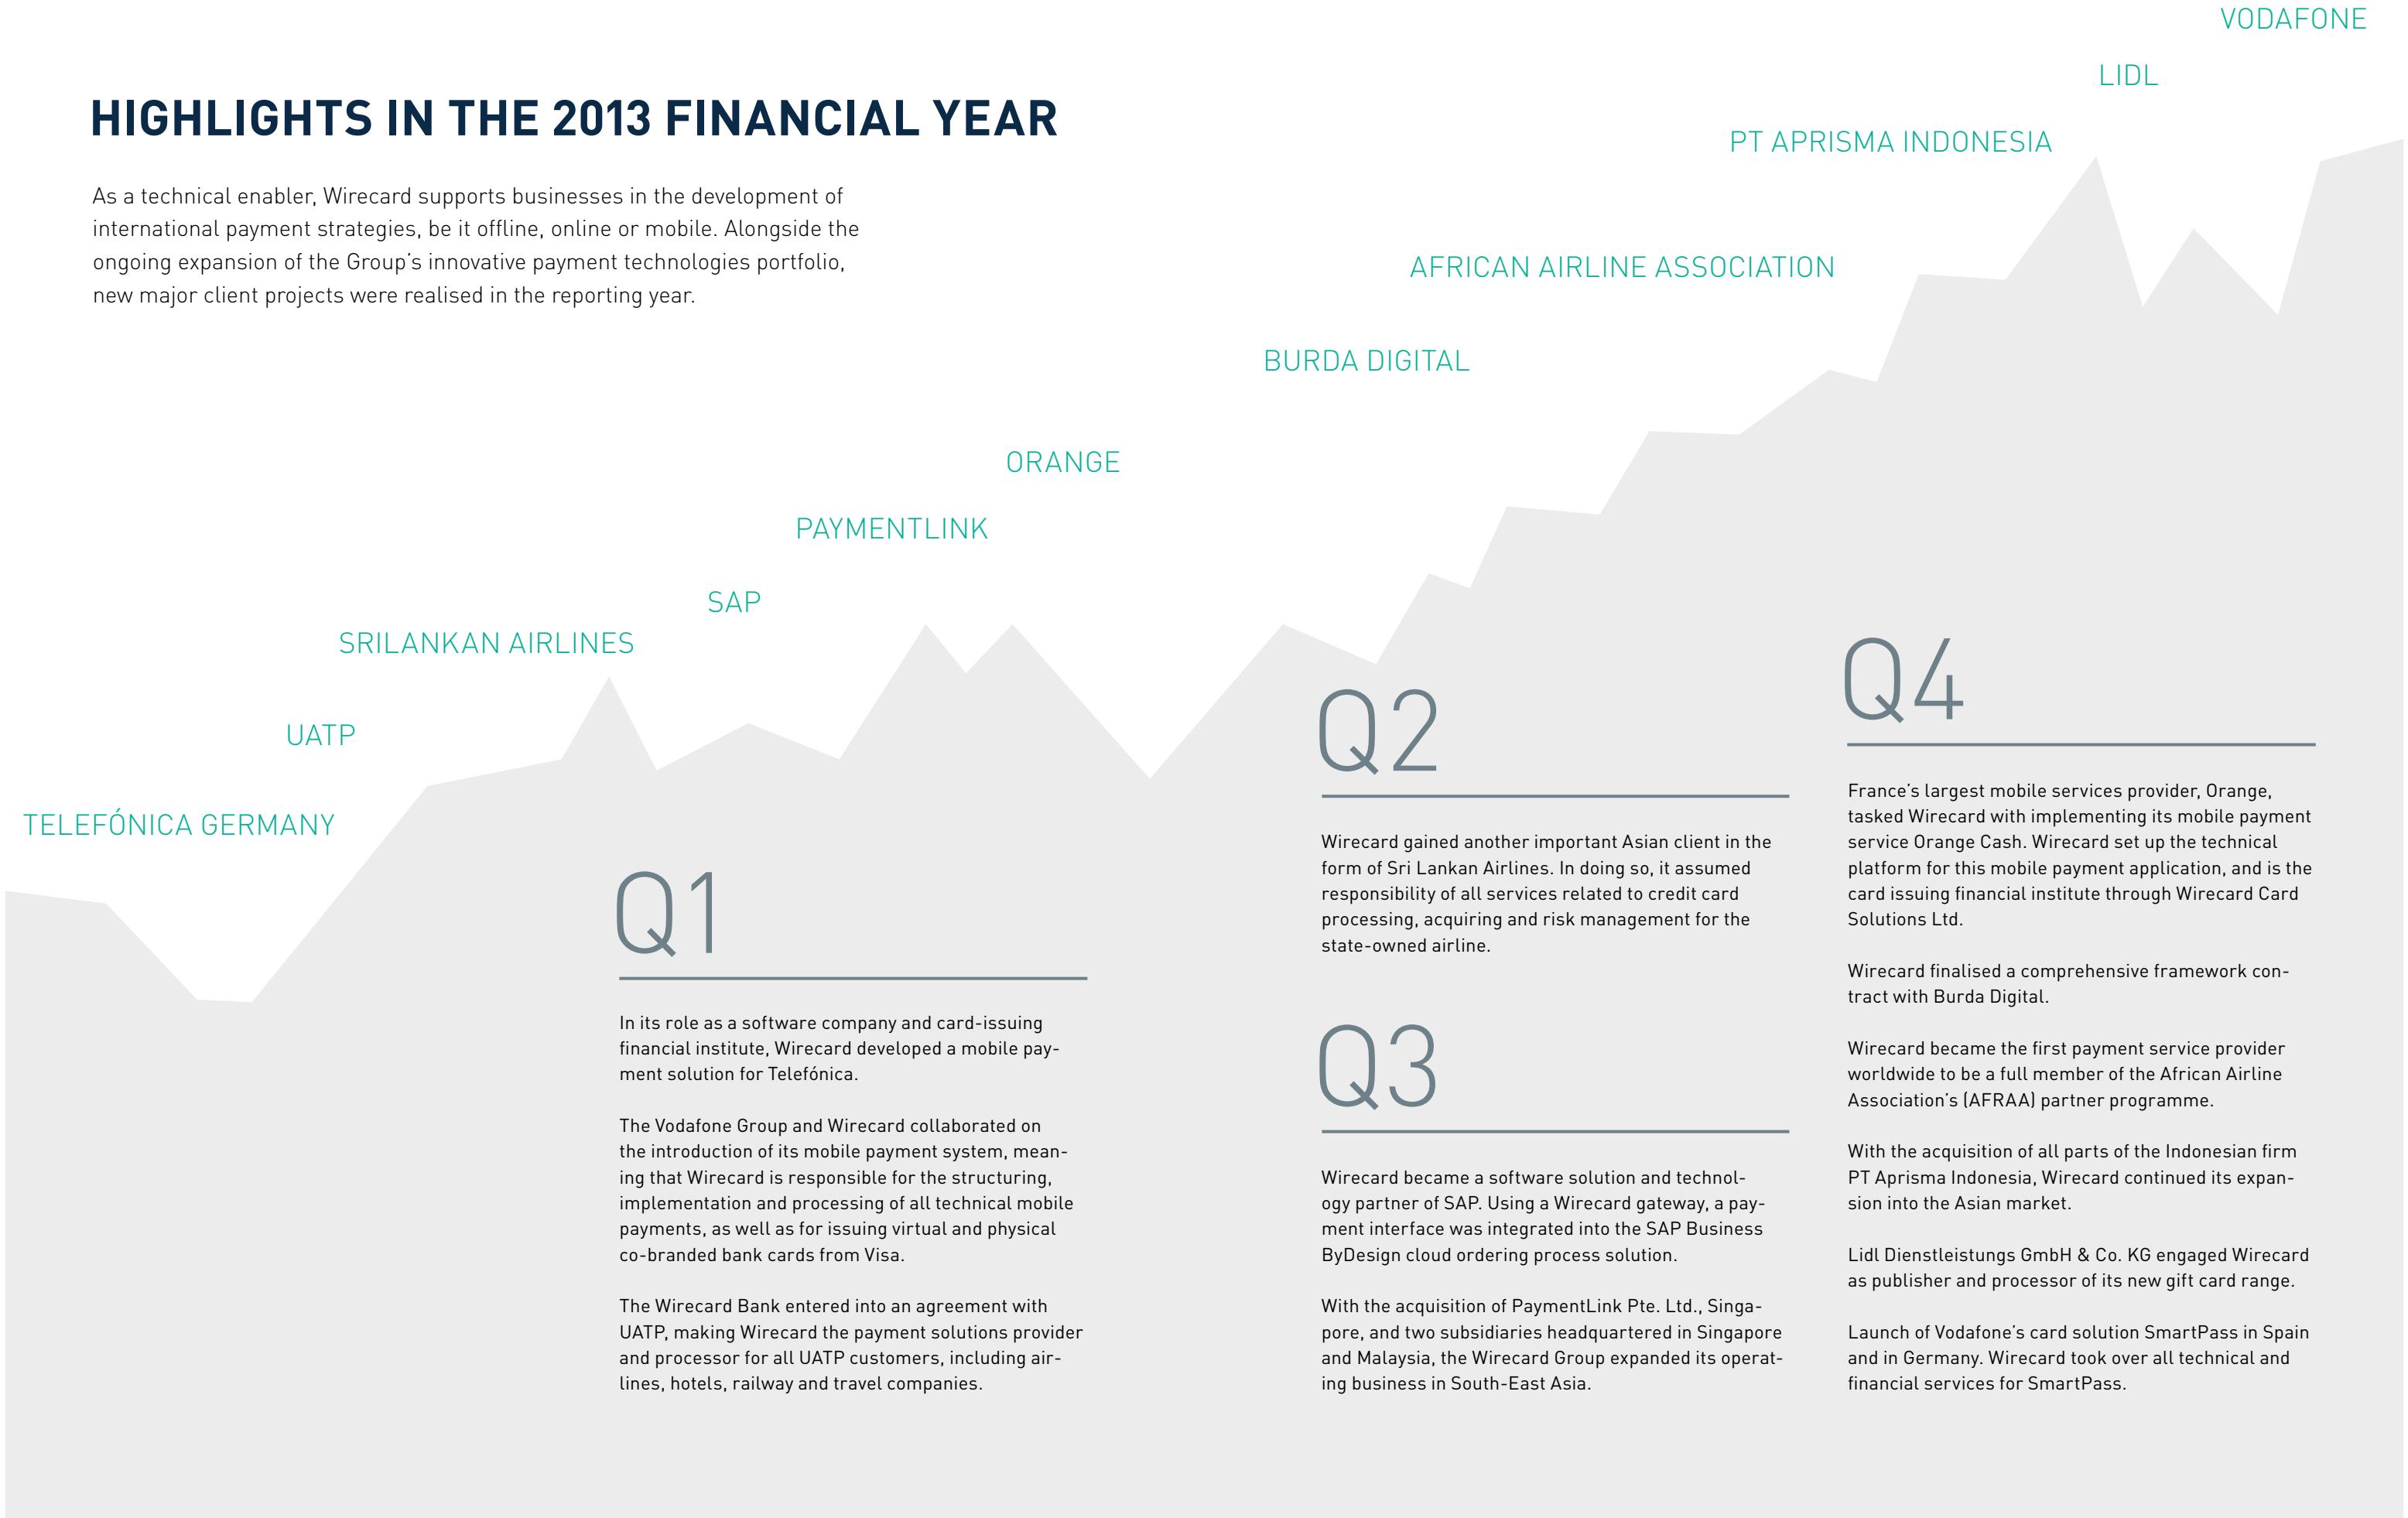 HIGHLIGHTS IN THE 2013 FINANCIAL YEAR
As a technical enabler, Wirecard supports businesses in the development of
international payment strategies, be it offline, online or mobile. Alongside the
ongoing expansion of the Group’s innovative payment technologies portfolio,
new major client projects were realised in the reporting year.
VODAFONE
LIDL
PT APRISMA INDONESIA
AFRICAN AIRLINE ASSOCIATION
BURDA DIGITAL
ORANGE
PAYMENTLINK
SAP
SRILANKAN AIRLINES
UATP
TELEFÓNICA GERMANY
Q1
In its role as a software company and card-issuing
financial institute, Wirecard developed a mobile pay-
ment solution for Telefónica.
The Vodafone Group and Wirecard collaborated on
the introduction of its mobile payment system, mean-
ing that Wirecard is responsible for the structuring,
implementation and processing of all technical mobile
payments, as well as for issuing virtual and physical
co-branded bank cards from Visa.
The Wirecard Bank entered into an agreement with
UATP, making Wirecard the payment solutions provider
and processor for all UATP customers, including air-
lines, hotels, railway and travel companies.
Q2
Wirecard gained another important Asian client in the
form of Sri Lankan Airlines. In doing so, it assumed
responsibility of all services related to credit card
processing, acquiring and risk management for the
state-owned airline.
Q3
Wirecard became a software solution and technol-
ogy partner of SAP. Using a Wirecard gateway, a pay-
ment interface was integrated into the SAP Business
ByDesign cloud ordering process solution.
With the acquisition of PaymentLink Pte. Ltd., Singa-
pore, and two subsidiaries headquartered in Singapore
and Malaysia, the Wirecard Group expanded its operat-
ing business in South-East Asia.
Q4
France’s largest mobile services provider, Orange,
tasked Wirecard with implementing its mobile payment
service Orange Cash. Wirecard set up the technical
platform for this mobile payment application, and is the
card issuing financial institute through Wirecard Card
Solutions Ltd.
Wirecard finalised a comprehensive framework con-
tract with Burda Digital.
Wirecard became the first payment service provider
worldwide to be a full member of the African Airline
Association’s (AFRAA) partner programme.
With the acquisition of all parts of the Indonesian firm
PT Aprisma Indonesia, Wirecard continued its expan-
sion into the Asian market.
Lidl Dienstleistungs GmbH & Co. KG engaged Wirecard
as publisher and processor of its new gift card range.
Launch of Vodafone’s card solution SmartPass in Spain
and in Germany. Wirecard took over all technical and
financial services for SmartPass.